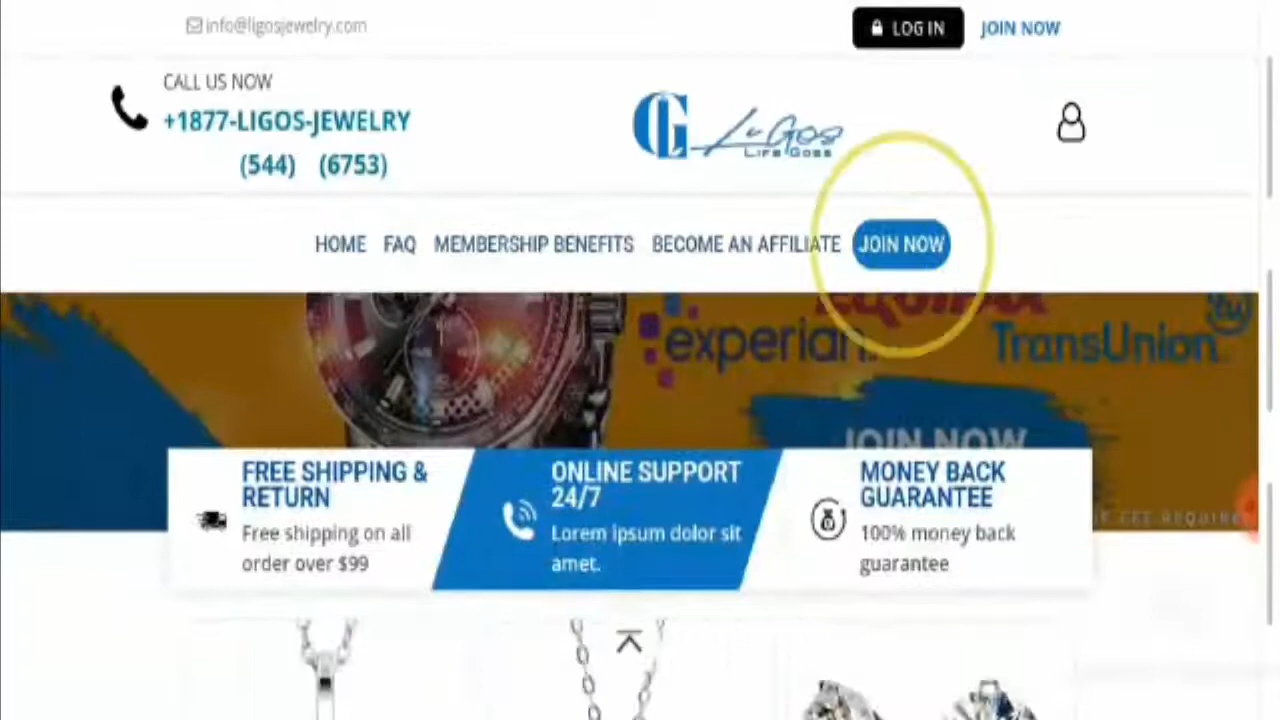 info@ligosjewelry.com
LOG IN JOIN NOW
CALL US NOW
+1877-LIGOS-JEWELRY
(544) (6753)
LG LiGos
LIFE GOES
HOME FAQ MEMBERSHIP BENEFITS BECOME AN AFFILIATE JOIN NOW
experian. TransUnion
JOIN NOW
FREE SHIPPING &
RETURN
Free shipping on all
order over $99
ONLINE SUPPORT
24/7
Lorem ipsum dolor sit
amet.
MONEY BACK
GUARANTEE
100% money back
guarantee